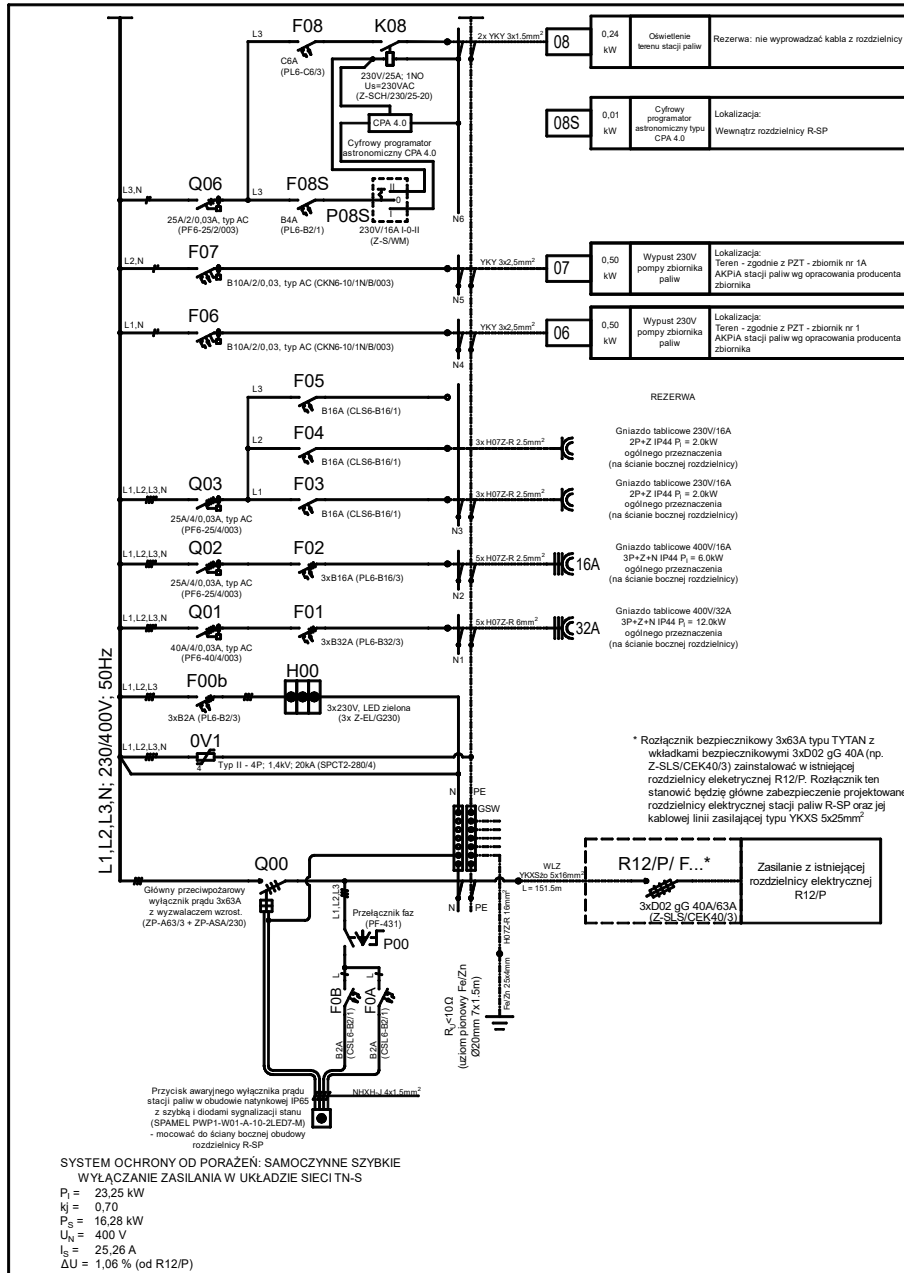 L3
F08
C6A
(PL6-C6/3)
K08
230V/25A; 1NO
Us=230VAC
(Z-SCH/230/25-20)
CPA 4.0
Cyfrowy programator
astronomiczny CPA 4.0
2x YKY 3x1.5mm²
08
0,24
kW
Oświetlenie
terenu stacji paliw
Rezerwa: nie wyprowadzać kabla z rozdzielnicy
08S
0,01
kW
Cyfrowy
programator
astronomiczny typu
CPA 4.0
Lokalizacja:
Wewnątrz rozdzielnicy R-SP
L3,N
Q06
25A/2/0,03A, typ AC
(PF6-25/2/003)
L3
F08S
B4A
(PL6-B2/1)
P08S
II
0
I
230V/16A I-0-II
(Z-S/WM)
N6
L2,N
F07
B10A/2/0,03, typ AC (CKN6-10/1N/B/003)
N5
YKY 3x2,5mm²
07
0,50
kW
Wypust 230V
pompy zbiornika
paliw
Lokalizacja:
Teren - zgodnie z PZT - zbiornik nr 1A
AKPiA stacji paliw wg opracowania producenta
zbiornika
L1,N
F06
B10A/2/0,03, typ AC (CKN6-10/1N/B/003)
N4
YKY 3x2,5mm²
06
0,50
kW
Wypust 230V
pompy zbiornika
paliw
Lokalizacja:
Teren - zgodnie z PZT - zbiornik nr 1
AKPiA stacji paliw wg opracowania producenta
zbiornika
L3
F05
B16A (CLS6-B16/1)
REZERWA
L2
F04
B16A (CLS6-B16/1)
3x H07Z-R 2.5mm²
Gniazdo tablicowe 230V/16A
2P+Z IP44 Pᵢ = 2.0kW
ogólnego przeznaczenia
(na ścianie bocznej rozdzielnicy)
L1,L2,L3,N
Q03
25A/4/0,03A, typ AC
(PF6-25/4/003)
L1
F03
B16A (CLS6-B16/1)
N3
3x H07Z-R 2.5mm²
Gniazdo tablicowe 230V/16A
2P+Z IP44 Pᵢ = 2.0kW
ogólnego przeznaczenia
(na ścianie bocznej rozdzielnicy)
L1,L2,L3,N
Q02
25A/4/0,03A, typ AC
(PF6-25/4/003)
F02
3xB16A (PL6-B16/3)
N2
5x H07Z-R 2.5mm²
16A
Gniazdo tablicowe 400V/16A
3P+Z+N IP44 Pᵢ = 6.0kW
ogólnego przeznaczenia
(na ścianie bocznej rozdzielnicy)
L1,L2,L3,N
Q01
40A/4/0,03A, typ AC
(PF6-40/4/003)
F01
3xB32A (PL6-B32/3)
N1
5x H07Z-R 6mm²
32A
Gniazdo tablicowe 400V/32A
3P+Z+N IP44 Pᵢ = 12.0kW
ogólnego przeznaczenia
(na ścianie bocznej rozdzielnicy)
L1,L2,L3,N; 230/400V; 50Hz
L1,L2,L3
F00b
3xB2A (PL6-B2/3)
H00
3x230V, LED zielona
(3x Z-EL/G230)
L1,L2,L3,N
0V1
4
Typ II - 4P; 1,4kV; 20kA (SPCT2-280/4)
N
PE
GSW
* Rozłącznik bezpiecznikowy 3x63A typu TYTAN z
wkładkami bezpiecznikowymi 3xD02 gG 40A (np.
Z-SLS/CEK40/3) zainstalować w istniejącej
rozdzielnicy eleketrycznej R12/P. Rozłącznik ten
stanowić będzię główne zabezpieczenie projektowanej
rozdzielnicy elektrycznej stacji paliw R-SP oraz jej
kablowej linii zasilającej typu YKXS 5x25mm²
Q00
Główny przeciwpożarowy
wyłącznik prądu 3x63A
z wyzwalaczem wzrost.
(ZP-A63/3 + ZP-ASA/230)
L1,L2,L3
Przełącznik faz
(PF-431)
P00
N
PE
WLZ
YKXSżo 5x16mm²
L = 151.5m
R12/P/ F...*
3xD02 gG 40A/63A
(Z-SLS/CEK40/3)
Zasilanie z istniejącej
rozdzielnicy elektrycznej
R12/P
H07Z-R 16mm²
Fe/Zn 25x4mm
L
L
F0B
B2A
(CSL6-B2/1)
F0A
B2A
(CSL6-B2/1)
Rᵤ<10Ω
(uziom pionowy Fe/Zn
Ø20mm 7x1.5m)
Przycisk awaryjnego wyłącznika prądu
stacji paliw w obudowie natynkowej IP65
z szybką i diodami sygnalizacji stanu
(SPAMEL PWP1-W01-A-10-2LED7-M)
- mocować do ściany bocznej obudowy
rozdzielnicy R-SP
NHXH-J 4x1.5mm²
SYSTEM OCHRONY OD PORAŻEŃ: SAMOCZYNNE SZYBKIE
WYŁĄCZANIE ZASILANIA W UKŁADZIE SIECI TN-S
Pᵢ = 23,25 kW
kj = 0,70
P_S = 16,28 kW
U_N = 400 V
I_S = 25,26 A
ΔU = 1,06 % (od R12/P)